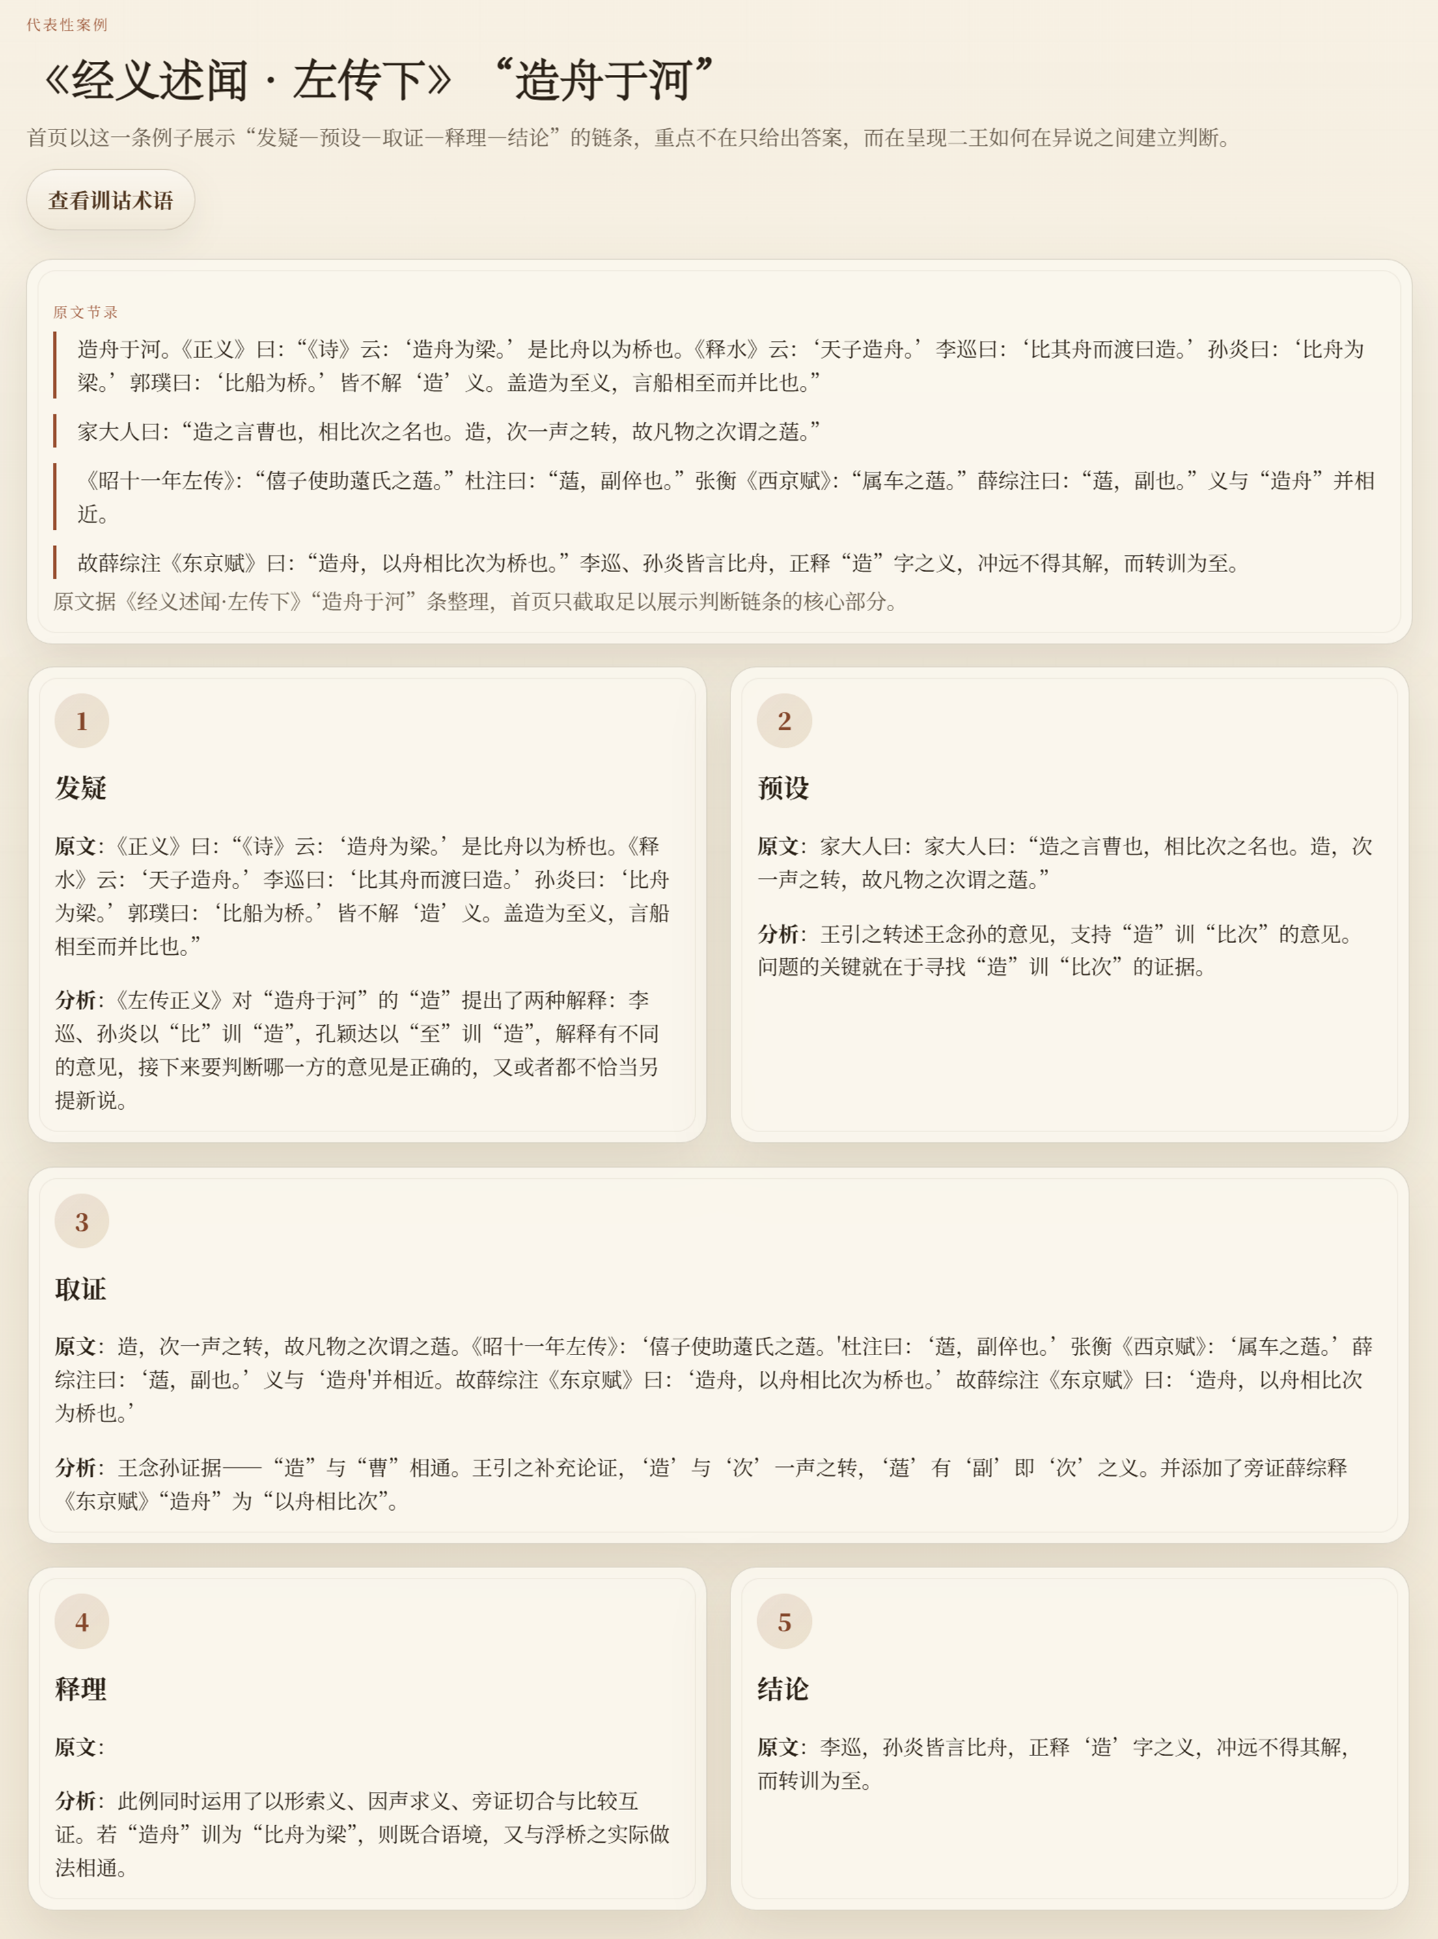 代表性案例
《经义述闻·左传下》“造舟于河”
首页以这一条例子展示“发疑—预设—取证—释理—结论”的链条，重点不在只给出答案，而在呈现二王如何在异说之间建立判断。
查看训诂术语
原文节录
造舟于河。《正义》曰：“《诗》云：‘造舟为梁。’是比舟以为桥也。《释水》云：‘天子造舟。’李巡曰：‘比其舟而渡曰造。’孙炎曰：‘比舟为
梁。’郭璞曰：‘比船为桥。’皆不解‘造’义。盖造为至义，言船相至而并比也。”
家大人曰：“造之言曹也，相比次之名也。造，次一声之转，故凡物之次谓之䔏。”
《昭十一年左传》：“僖子使助薳氏之䔏。”杜注曰：“䔏，副倅也。”张衡《西京赋》：“属车之䔏。”薛综注曰：“䔏，副也。”义与“造舟”并相
近。
故薛综注《东京赋》曰：“造舟，以舟相比次为桥也。”李巡、孙炎皆言比舟，正释“造”字之义，冲远不得其解，而转训为至。
原文据《经义述闻·左传下》“造舟于河”条整理，首页只截取足以展示判断链条的核心部分。
1
发疑
原文：《正义》曰：“《诗》云：‘造舟为梁。’是比舟以为桥也。《释
水》云：‘天子造舟。’李巡曰：‘比其舟而渡曰造。’孙炎曰：‘比舟
为梁。’郭璞曰：‘比船为桥。’皆不解‘造’义。盖造为至义，言船
相至而并比也。”
分析：《左传正义》对“造舟于河”的“造”提出了两种解释：李
巡、孙炎以“比”训“造”，孔颖达以“至”训“造”，解释有不同
的意见，接下来要判断哪一方的意见是正确的，又或者都不恰当另
提新说。
2
预设
原文：家大人曰：家大人曰：“造之言曹也，相比次之名也。造，次
一声之转，故凡物之次谓之䔏。”
分析：王引之转述王念孙的意见，支持“造”训“比次”的意见。
问题的关键就在于寻找“造”训“比次”的证据。
3
取证
原文：造，次一声之转，故凡物之次谓之䔏。《昭十一年左传》：‘僖子使助薳氏之䔏。'杜注曰：‘䔏，副倅也。’张衡《西京赋》：‘属车之䔏。’薛
综注曰：‘䔏，副也。’义与‘造舟'并相近。故薛综注《东京赋》曰：‘造舟，以舟相比次为桥也。’故薛综注《东京赋》曰：‘造舟，以舟相比次
为桥也。’
分析：王念孙证据——“造”与“曹”相通。王引之补充论证，‘造’与‘次’一声之转，‘䔏’有‘副’即‘次’之义。并添加了旁证薛综释
《东京赋》“造舟”为“以舟相比次”。
4
释理
原文：
分析：此例同时运用了以形索义、因声求义、旁证切合与比较互
证。若“造舟”训为“比舟为梁”，则既合语境，又与浮桥之实际做
法相通。
5
结论
原文：李巡，孙炎皆言比舟，正释‘造’字之义，冲远不得其解，
而转训为至。